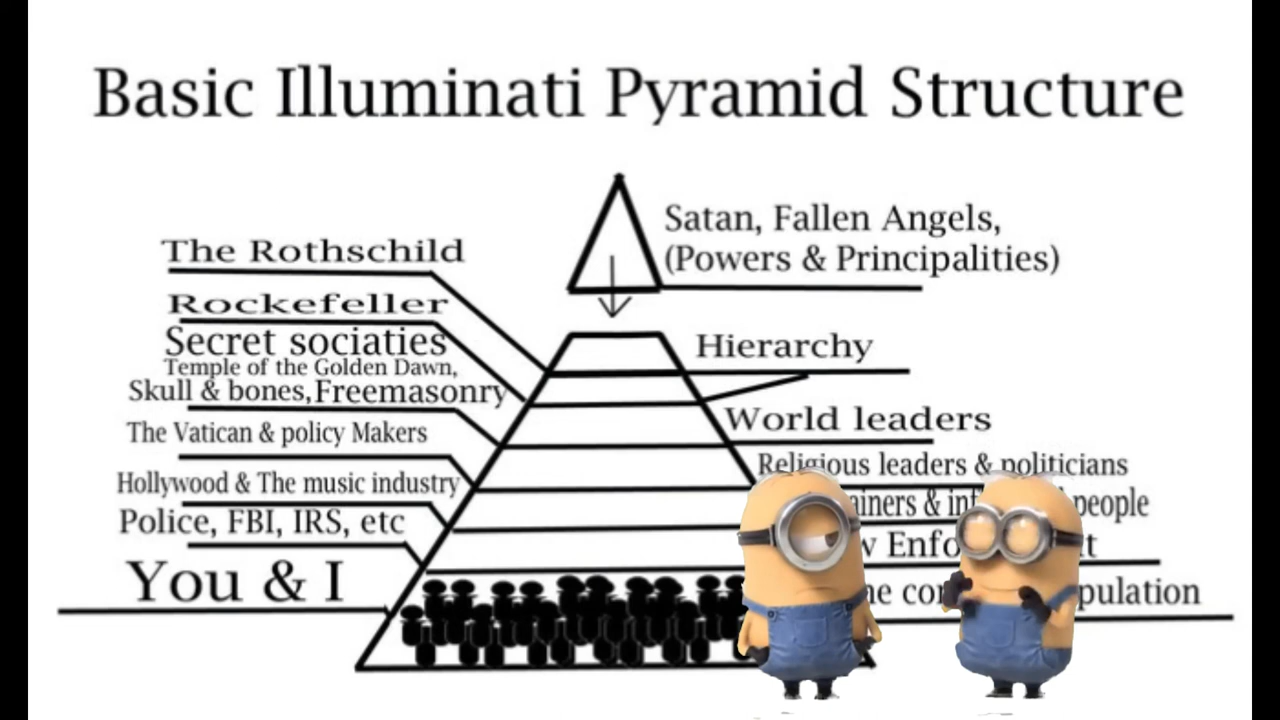 Basic Illuminati Pyramid Structure
Satan, Fallen Angels,
(Powers & Principalities)
The Rothschild
Rockefeller
Secret sociaties
Temple of the Golden Dawn,
Skull & bones, Freemasonry
The Vatican & policy Makers
Hollywood & The music industry
Police, FBI, IRS, etc
You & I
Hierarchy
World leaders
Religious leaders & politicians
& people
population